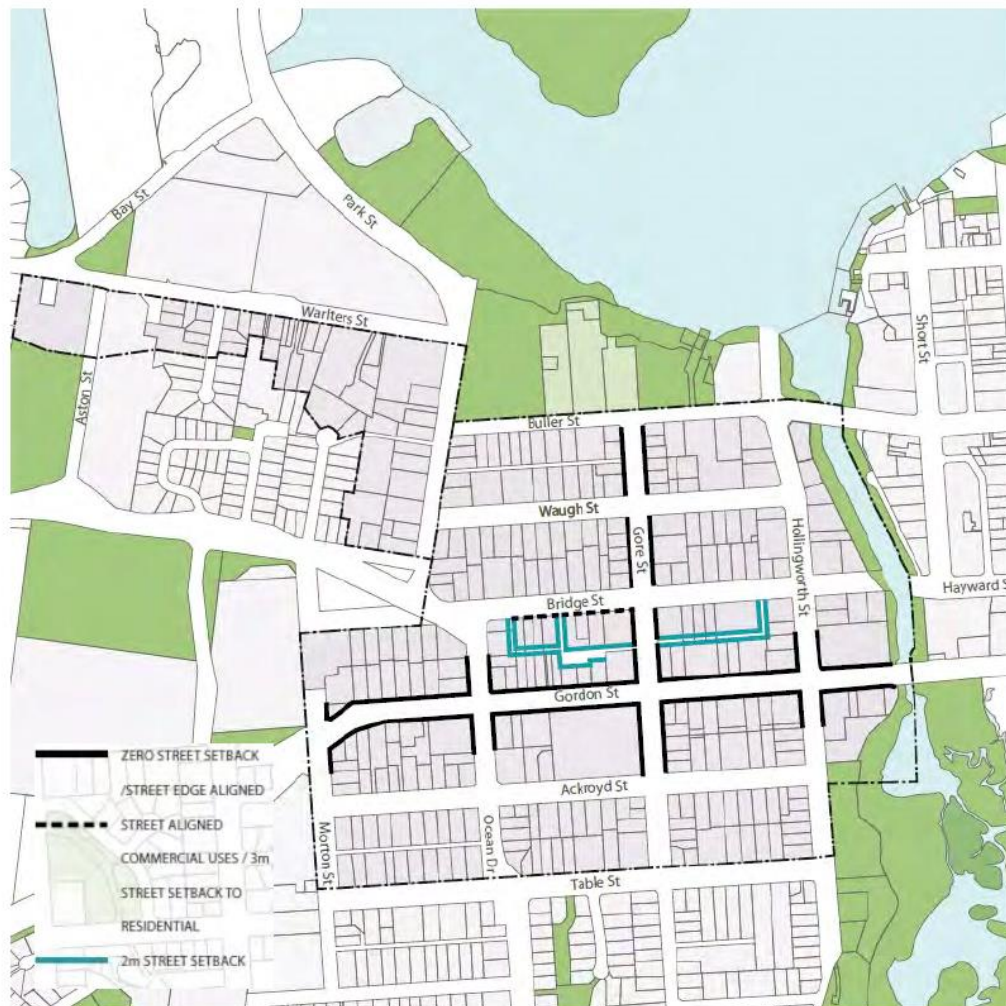 Bay St
Park St
Warlters St
Short St
Aston St
Buller St
Waugh St
Gore St
Hollingworth St
Bridge St
Hayward S
Gordon St
ZERO STREET SETBACK
/STREET EDGE ALIGNED
STREET ALIGNED
COMMERCIAL USES / 3m
STREET SETBACK TO
RESIDENTIAL
2m STREET SETBACK
Ackroyd St
Morton St
Ocean Dr
Table St